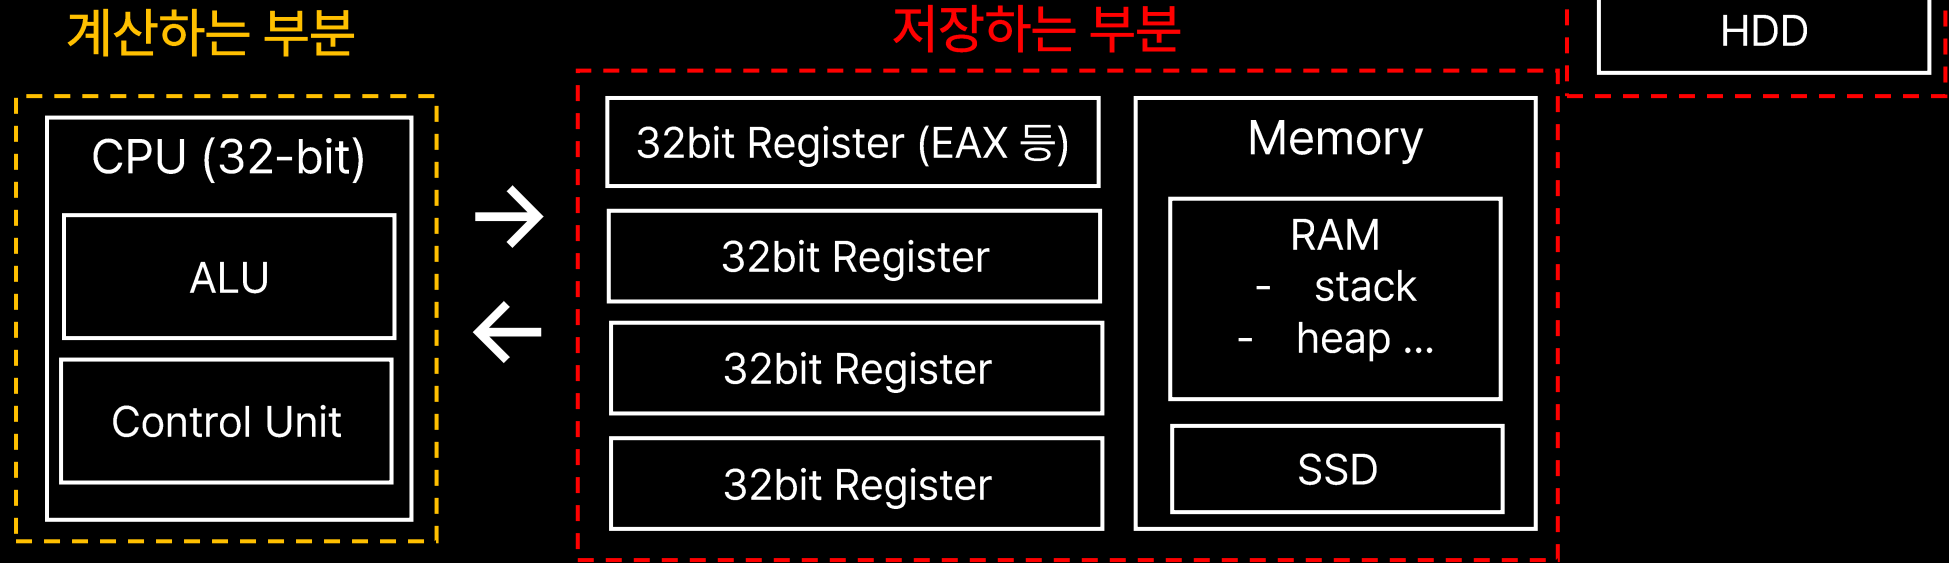 계산하는 부분
CPU (32-bit)
ALU
Control Unit
저장하는 부분
32bit Register (EAX 등)
32bit Register
32bit Register
32bit Register
Memory
RAM
- stack
- heap ...
SSD
HDD